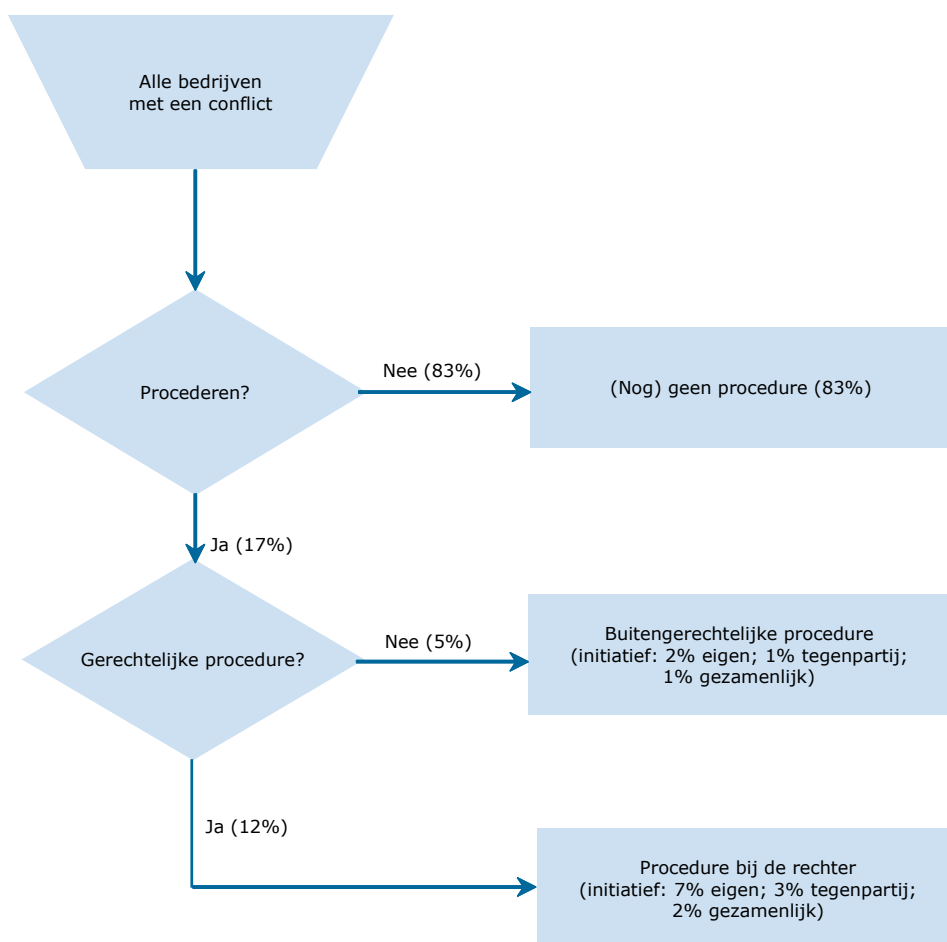 Alle bedrijven
met een conflict
Procederen?
Nee (83%)
(Nog) geen procedure (83%)
Ja (17%)
Gerechtelijke procedure?
Nee (5%)
Buitengerechtelijke procedure
(initiatief: 2% eigen; 1% tegenpartij;
1% gezamenlijk)
Ja (12%)
Procedure bij de rechter
(initiatief: 7% eigen; 3% tegenpartij;
2% gezamenlijk)